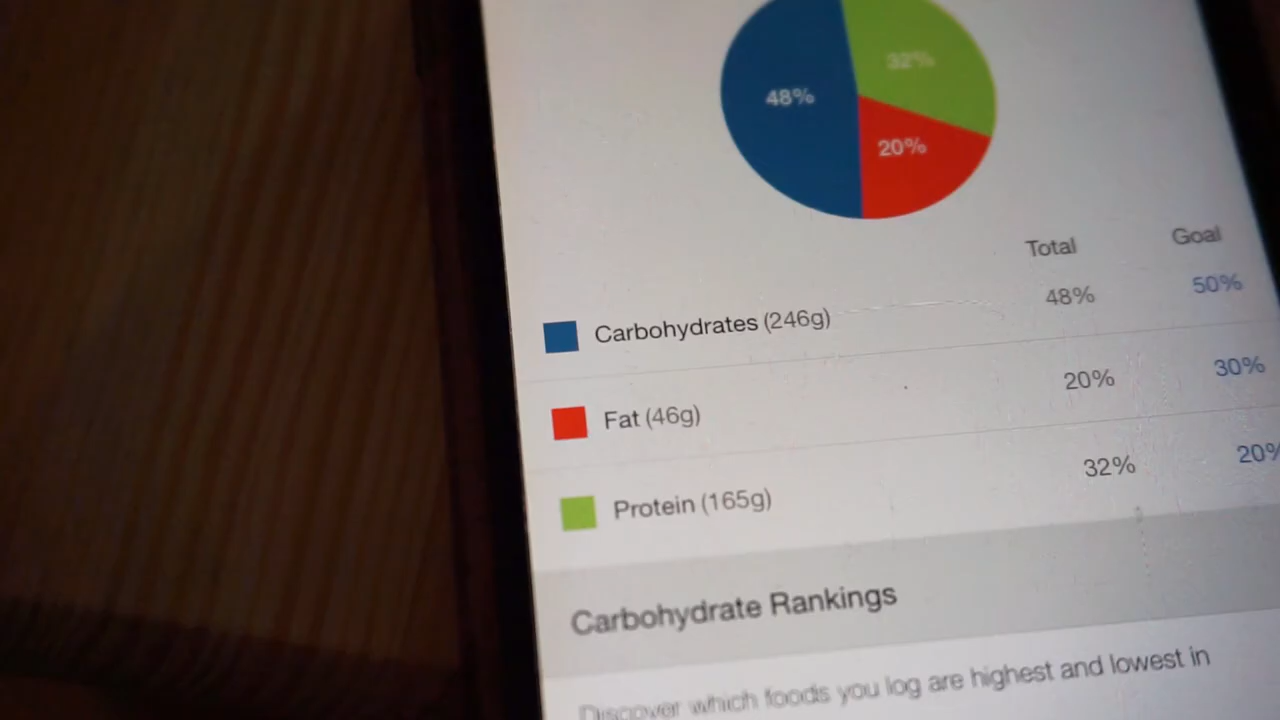 32%
48%
20%
Total Goal
Carbohydrates (246g) 48% 50%
Fat (46g) 20% 30%
Protein (165g) 32% 20%
Carbohydrate Rankings
Discover which foods you log are highest and lowest in